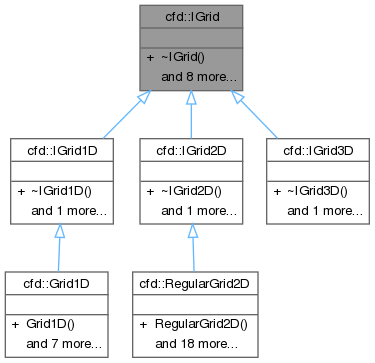 cfd::IGrid
+ ~IGrid()
and 8 more...
cfd::IGrid1D
+ ~IGrid1D()
and 1 more...
cfd::IGrid2D
+ ~IGrid2D()
and 1 more...
cfd::IGrid3D
+ ~IGrid3D()
and 1 more...
cfd::Grid1D
+ Grid1D()
and 7 more...
cfd::RegularGrid2D
+ RegularGrid2D()
and 18 more...